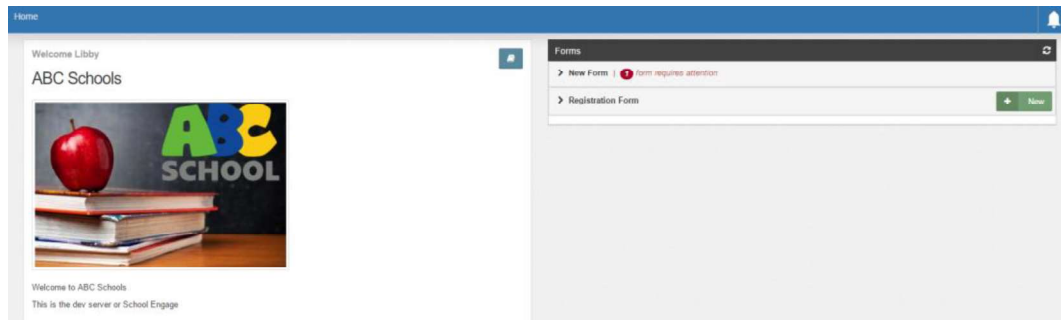 Home
Welcome Libby
ABC Schools
ABC
SCHOOL
Welcome to ABC Schools
This is the dev server or School Engage
Forms
> New Form | 1 form requires attention
> Registration Form
+ New